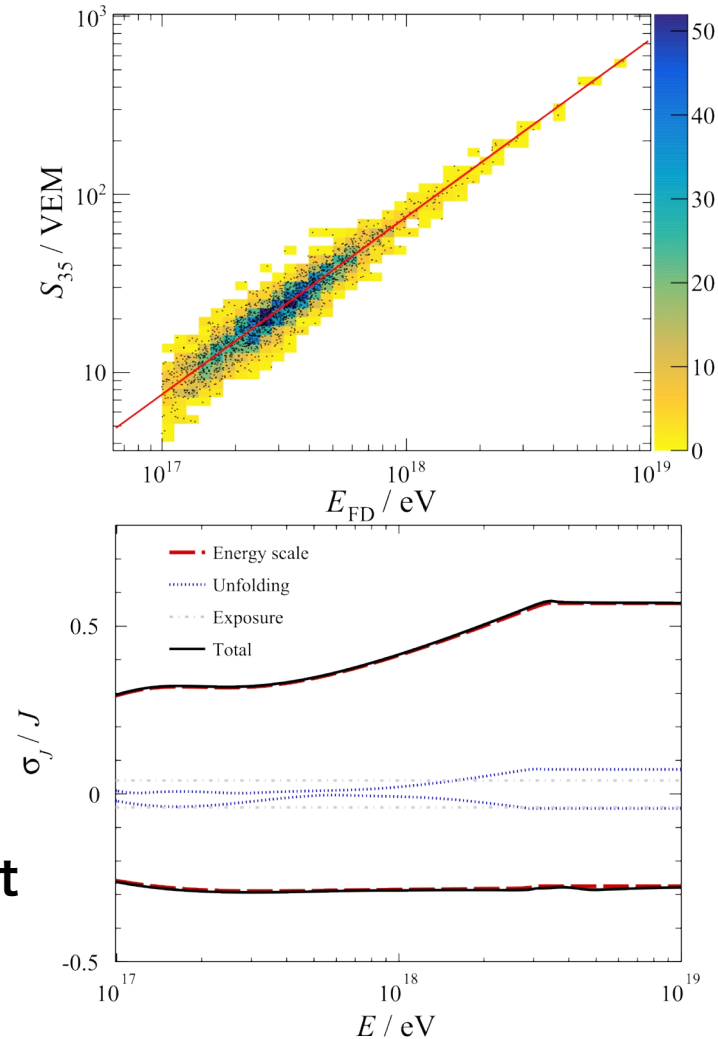 10³
10²
10
S₃₅ / VEM
50
40
30
20
10
0
10¹⁷
10¹⁸
10¹⁹
E_FD / eV
Energy scale
Unfolding
Exposure
Total
0.5
0
-0.5
σ_J / J
t
10¹⁷
10¹⁸
10¹⁹
E / eV